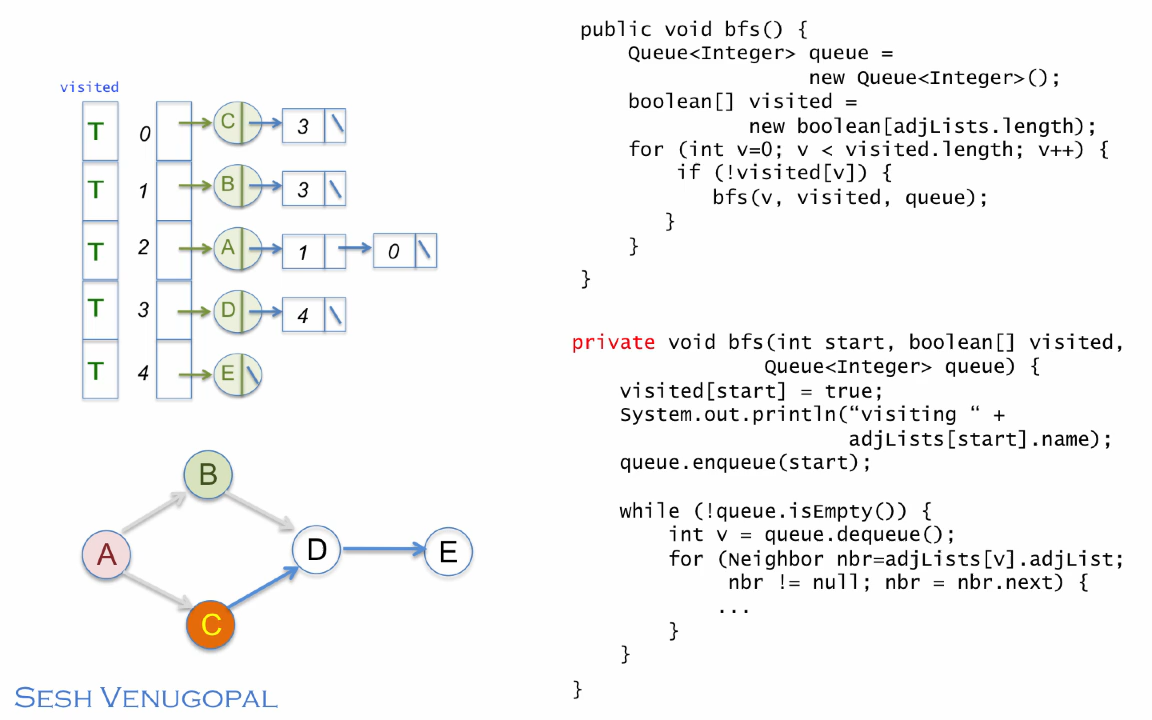 visited
T 0 C 3
T 1 B 3
T 2 A 1 0
T 3 D 4
T 4 E
B
A D E
C
SESH VENUGOPAL
public void bfs() {
Queue<Integer> queue =
new Queue<Integer>();
boolean[] visited =
new boolean[adjLists.length);
for (int v=0; v < visited.length; v++) {
if (!visited[v]) {
bfs(v, visited, queue);
}
}
}
private void bfs(int start, boolean[] visited,
Queue<Integer> queue) {
visited[start] = true;
System.out.println(“visiting “ +
adjLists[start].name);
queue.enqueue(start);
while (!queue.isEmpty()) {
int v = queue.dequeue();
for (Neighbor nbr=adjLists[v].adjList;
nbr != null; nbr = nbr.next) {
...
}
}
}